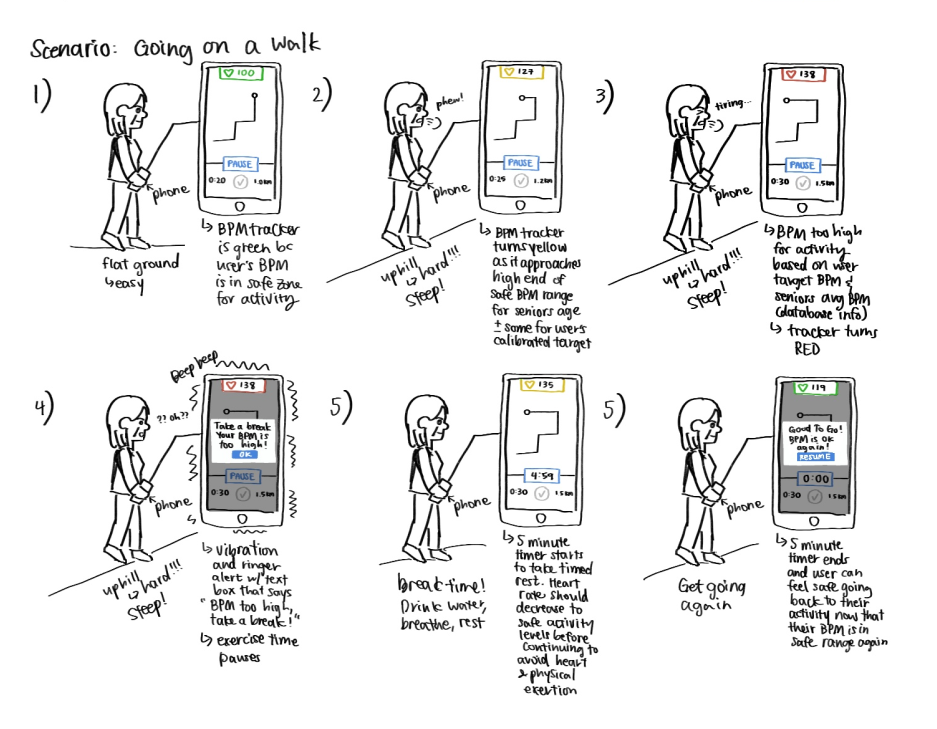 Scenario: Going on a Walk
1)
♡ 100
PAUSE
0:20 1.0km
phone
flat ground
↳ easy
↳ BPM tracker
is green bc
user's BPM
is in safe zone
for activity
2)
phew!
♡ 127
PAUSE
0:25 1.2km
phone
uphill
↳ hard!!!
steep!
↳ BPM tracker
turns yellow
as it approaches
high end of
safe BPM range
for seniors age
± same for users
calibrated target
3)
tiring...
♡ 138
PAUSE
0:30 1.5km
phone
uphill
↳ hard!!!
steep!
↳ BPM too high
for activity
based on user
target BPM &
seniors avg BPM
(database info)
↳ tracker turns
RED
4)
Beep beep
?? oh??
♡ 138
Take a break
Your BPM is
too high!
OK
PAUSE
0:30 1.5km
phone
uphill
↳ hard!!!
steep!
↳ vibration
and ringer
alert w/ text
box that says
"BPM too high,
take a break!"
↳ exercise time
pauses
5)
♡ 135
4:59
0:30 1.5km
phone
break time!
Drink water,
breathe, rest
↳ 5 minute
timer starts
to take timed
rest. Heart
rate should
decrease to
safe activity
levels before
continuing to
avoid heart
& physical
exertion
5)
♡ 119
Good To Go!
BPM is OK
again!
RESUME
0:00
0:30 1.5km
phone
Get going
again
↳ 5 minute
timer ends
and user can
feel safe going
back to their
activity now that
their BPM is in
safe range again